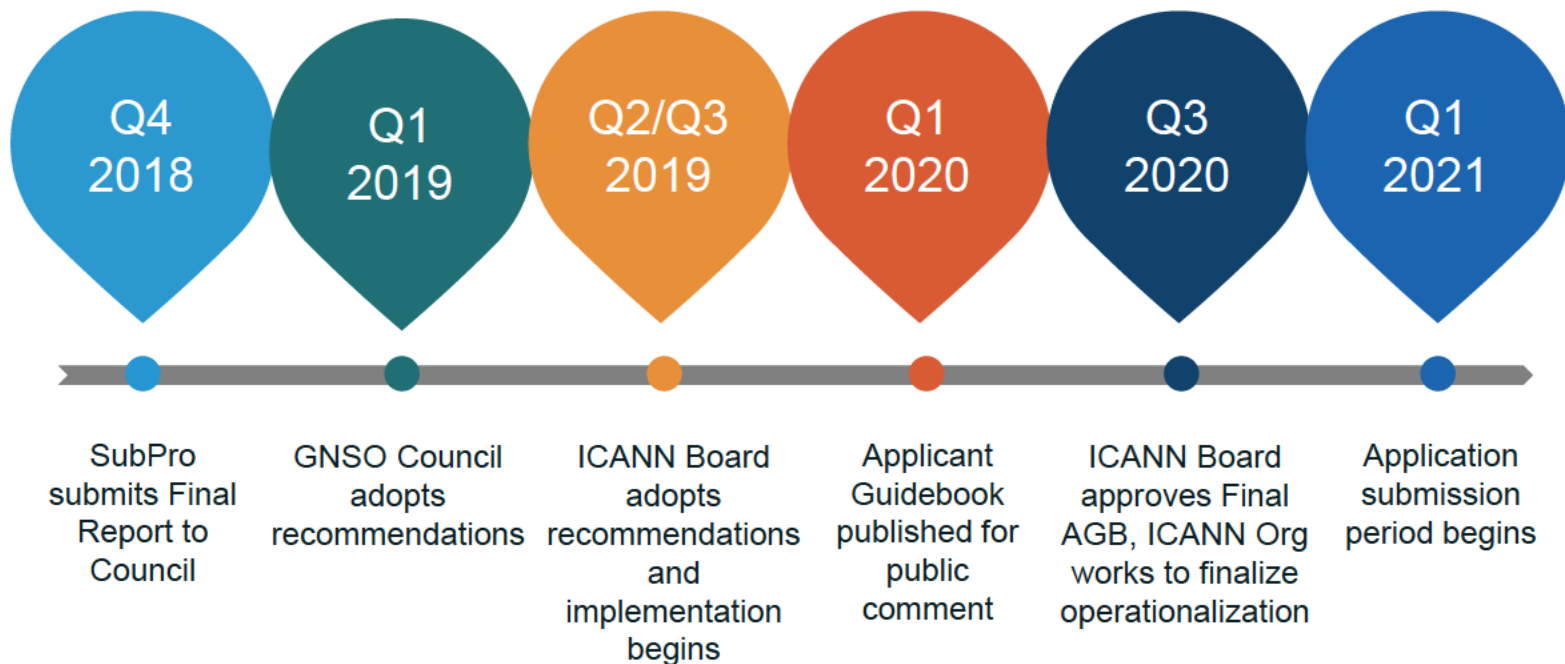 Q4
2018
Q1
2019
Q2/Q3
2019
Q1
2020
Q3
2020
Q1
2021
SubPro
submits Final
Report to
Council
GNSO Council
adopts
recommendations
ICANN Board
adopts
recommendations
and
implementation
begins
Applicant
Guidebook
published for
public
comment
ICANN Board
approves Final
AGB, ICANN Org
works to finalize
operationalization
Application
submission
period begins